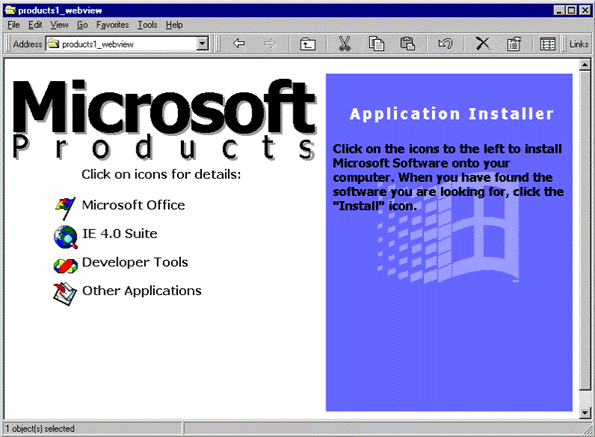 products1_webview
File Edit View Go Favorites Tools Help
Address products1_webview Links
Microsoft
Products
Click on icons for details:
Microsoft Office
IE 4.0 Suite
Developer Tools
Other Applications
Application Installer
Click on the icons to the left to install
Microsoft Software onto your
computer. When you have found the
software you are looking for, click the
"Install" icon.
1 object(s) selected